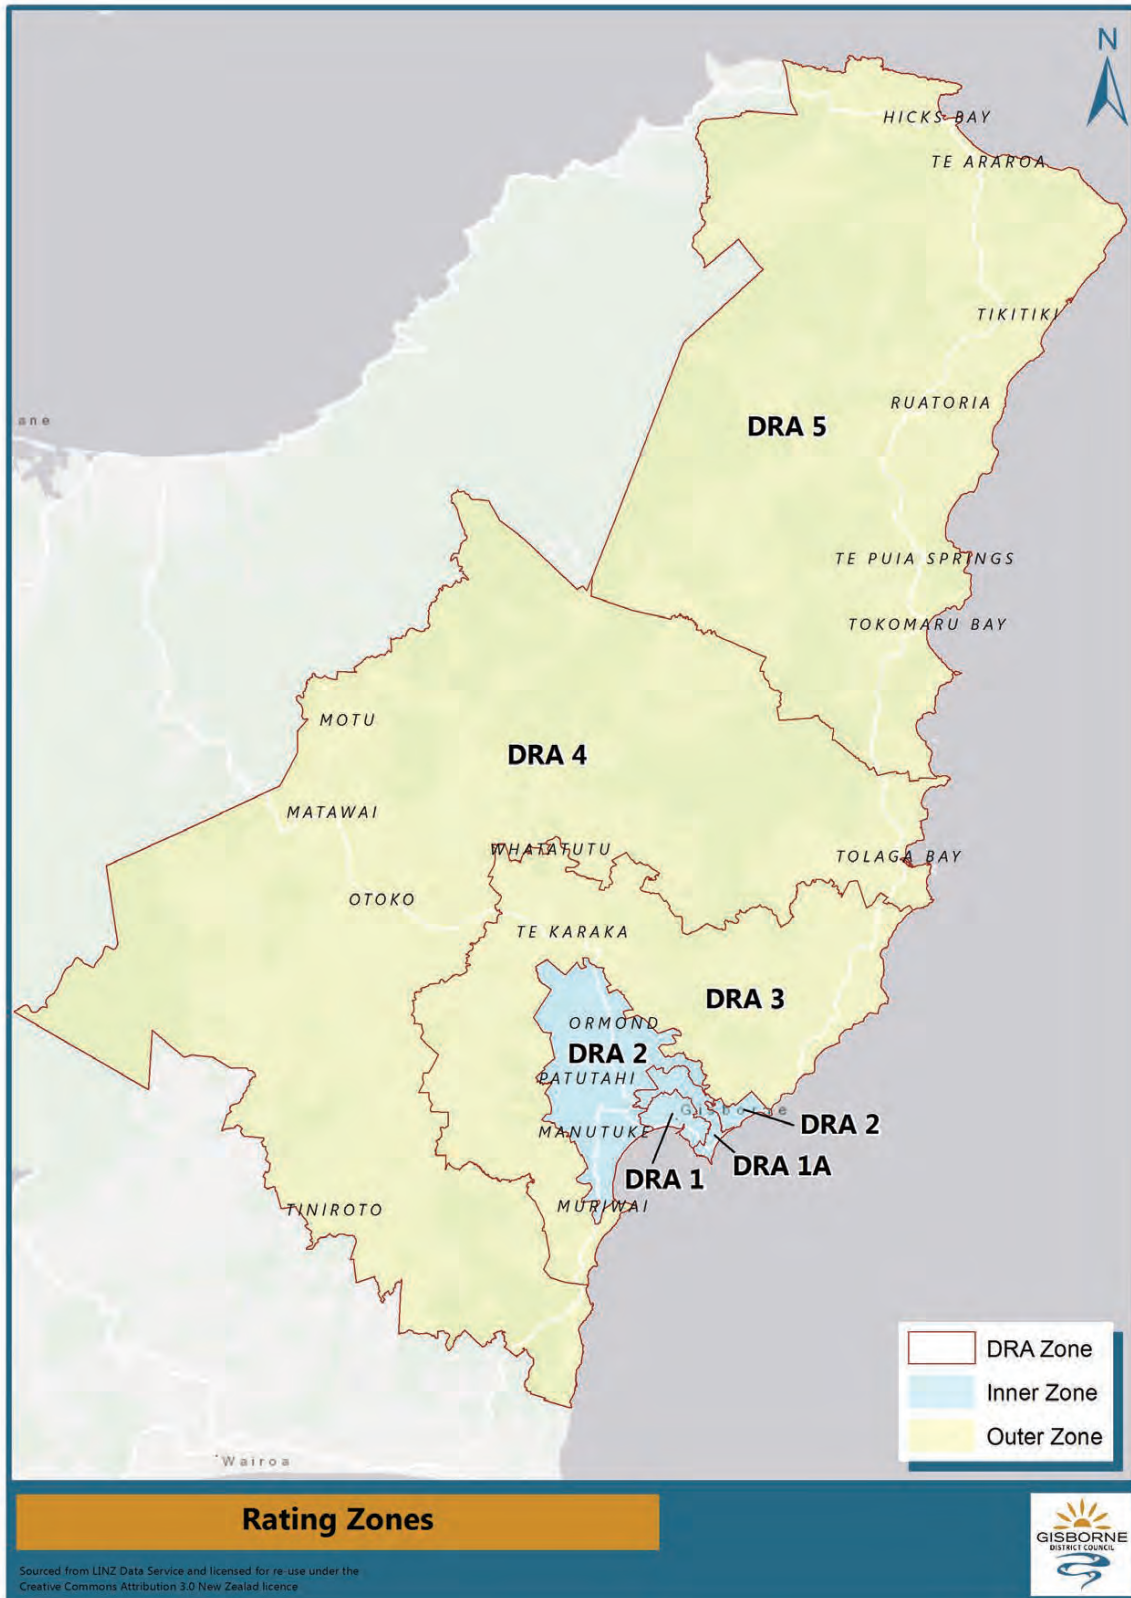 N
HICKS BAY
TE ARAROA
TIKITIKI
RUATORIA
ane
DRA 5
TE PUIA SPRINGS
TOKOMARU BAY
MOTU
DRA 4
MATAWAI
WHATATUTU
TOLAGA BAY
OTOKO
TE KARAKA
DRA 3
ORMOND
DRA 2
PATUTAHI
Gisborne
DRA 2
MANUTUKE
DRA 1A
DRA 1
MURIWAI
TINIROTO
DRA Zone
Inner Zone
Outer Zone
Wairoa
Rating Zones
GISBORNE
DISTRICT COUNCIL
Sourced from LINZ Data Service and licensed for re-use under the
Creative Commons Attribution 3.0 New Zealad licence